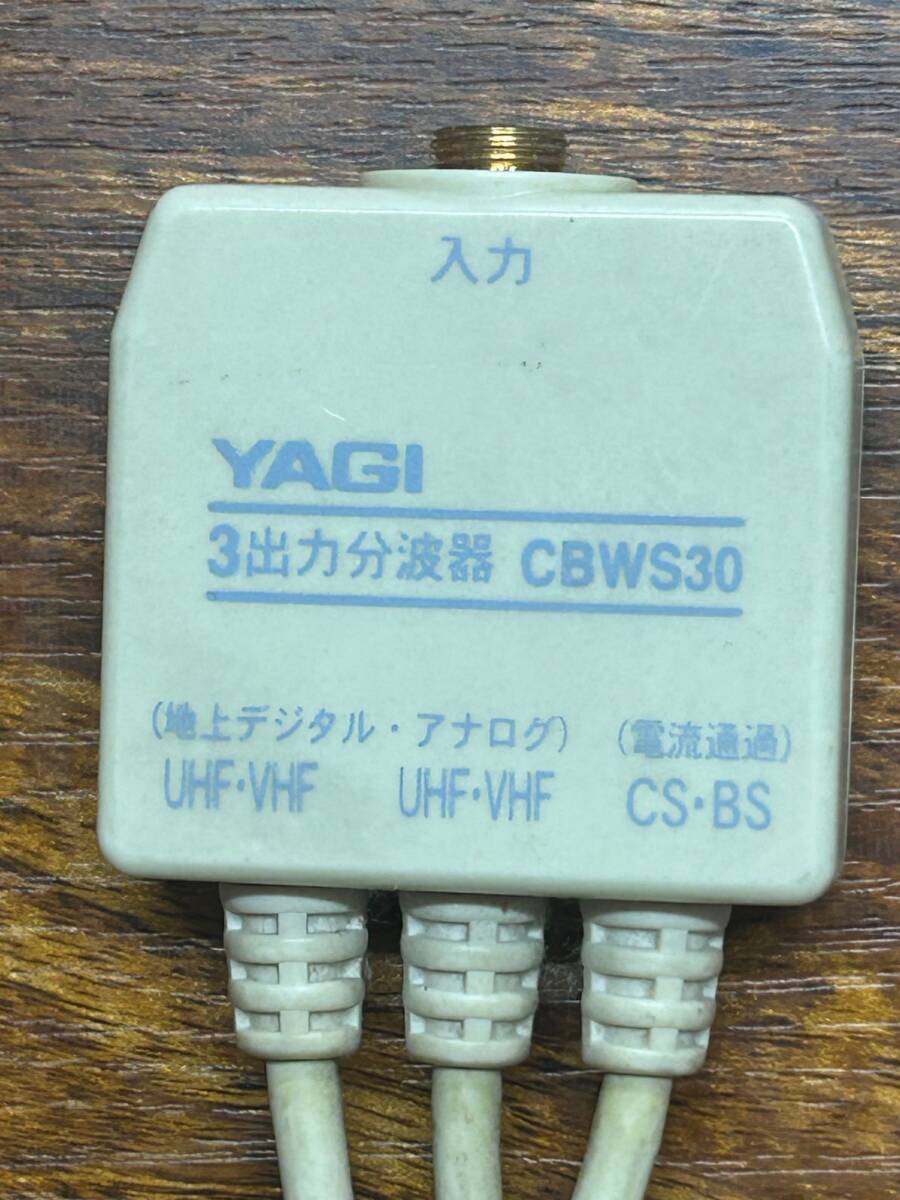 入力
YAGI
3出力分波器 CBWS30
(地上デジタル・アナログ) (電流通過)
UHF・VHF UHF・VHF CS・BS